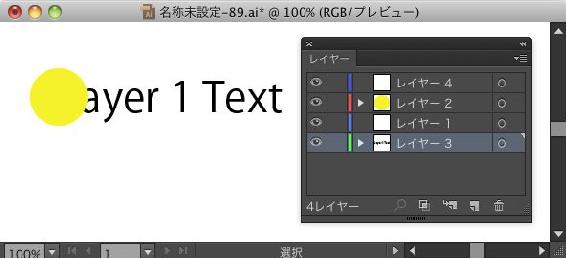 名称未設定-89.ai* @ 100% (RGB/プレビュー)
ayer 1 Text
レイヤー
レイヤー 4
レイヤー 2
レイヤー 1
レイヤー 3
4レイヤー
100%
1
選択